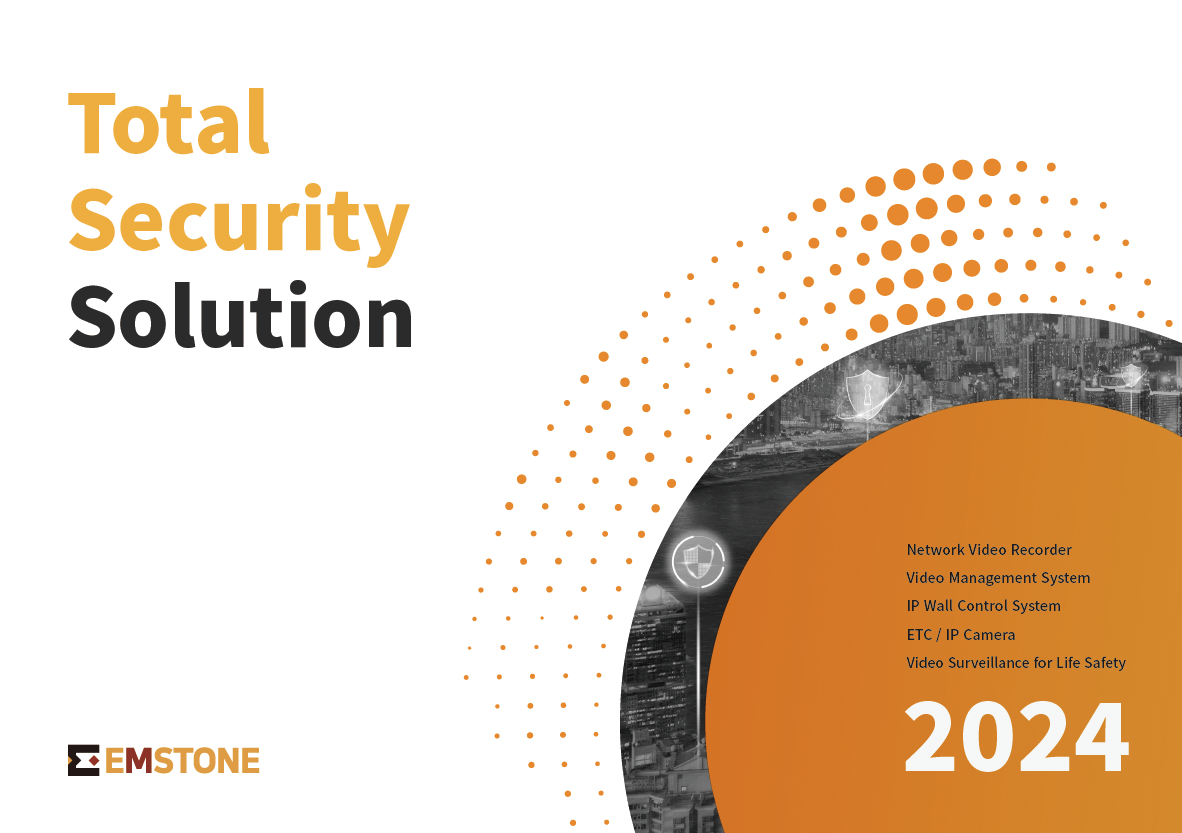 Total
Security
Solution
Network Video Recorder
Video Management System
IP Wall Control System
ETC / IP Camera
Video Surveillance for Life Safety
2024
EMSTONE